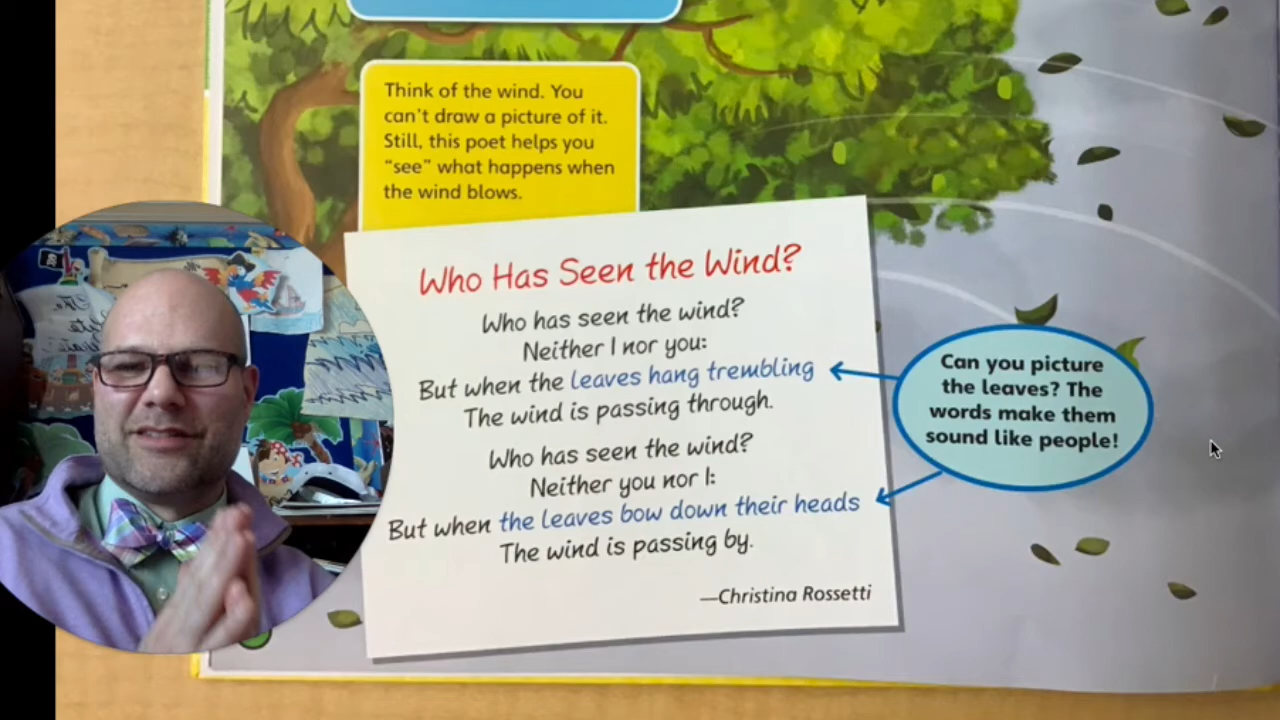 Think of the wind. You
can't draw a picture of it.
Still, this poet helps you
"see" what happens when
the wind blows.
Who Has Seen the Wind?
Who has seen the wind?
Neither I nor you:
But when the leaves hang trembling
The wind is passing through.
Who has seen the wind?
Neither you nor I:
But when the leaves bow down their heads
The wind is passing by.
—Christina Rossetti
Can you picture
the leaves? The
words make them
sound like people!